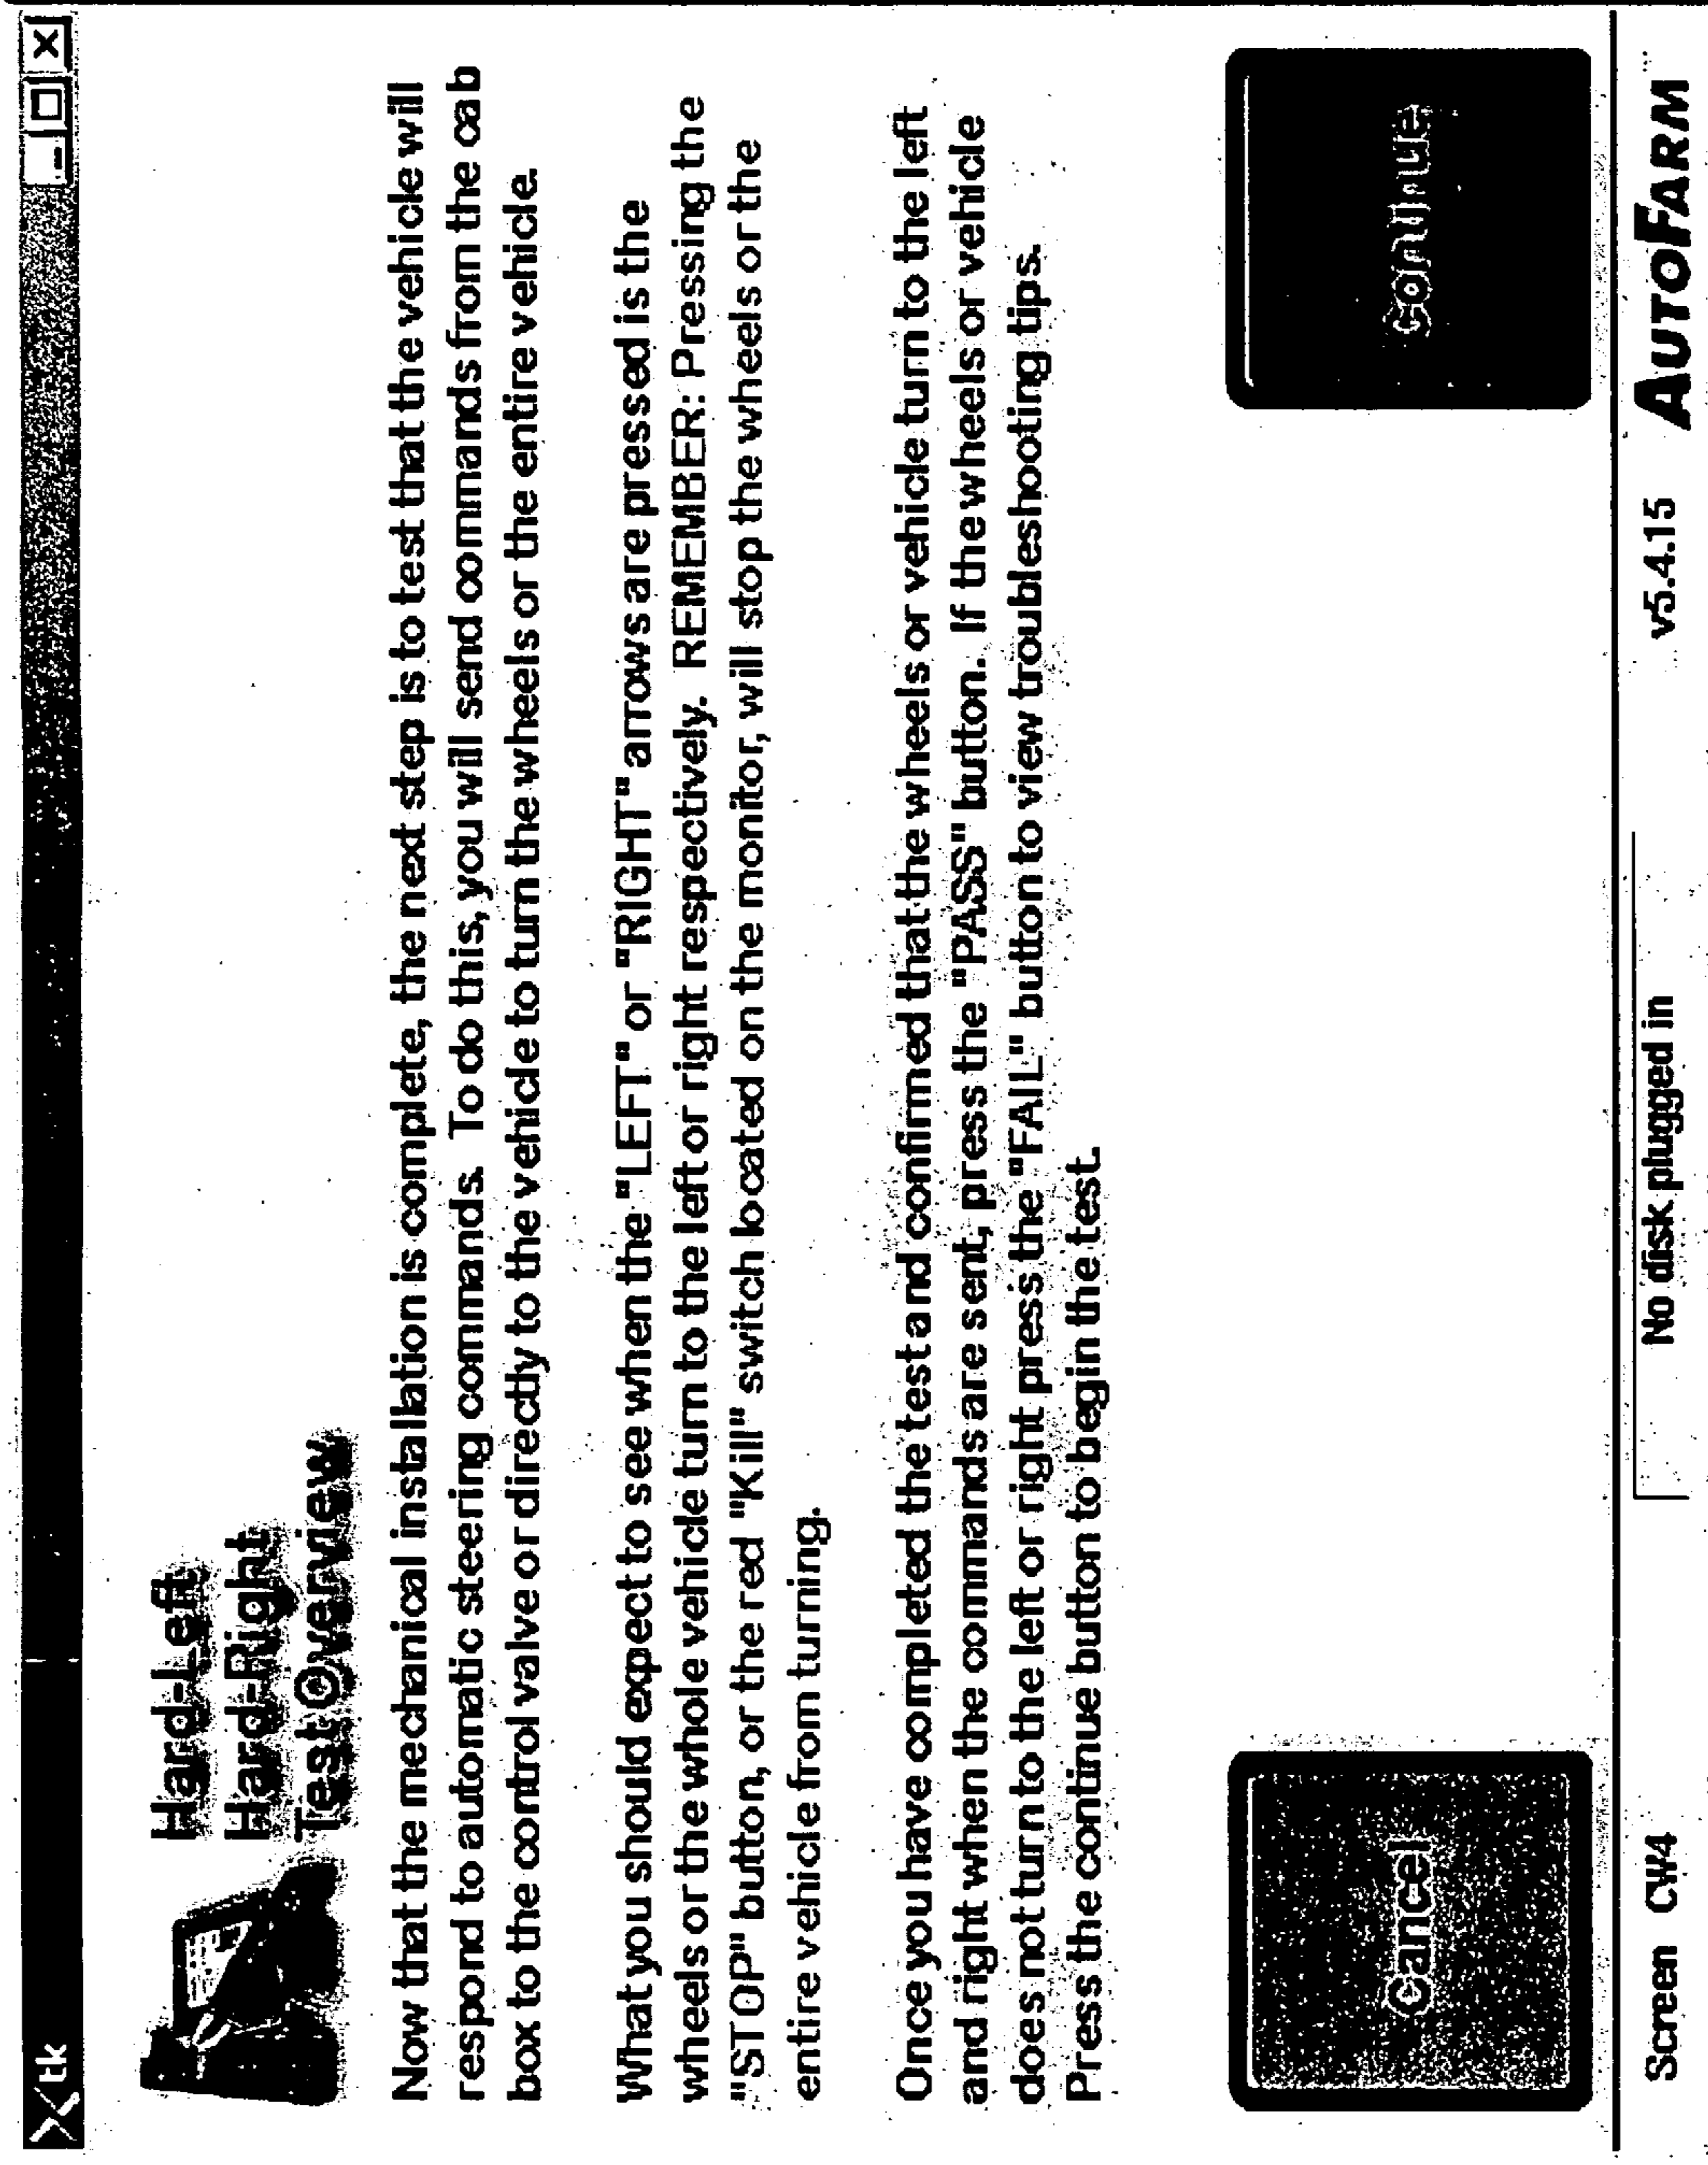 tk
Hard-Left
Hard-Right
Test Overview
Now that the mechanical installation is complete, the next step is to test that the vehicle will
respond to automatic steering commands. To do this, you will send commands from the cab
box to the control valve or directly to the vehicle to turn the wheels or the entire vehicle.
What you should expect to see when the "LEFT" or "RIGHT" arrows are pressed is the
wheels or the whole vehicle turn to the left or right respectively. REMEMBER: Pressing the
"STOP" button, or the red "Kill" switch located on the monitor, will stop the wheels or the
entire vehicle from turning.
Once you have completed the test and confirmed that the wheels or vehicle turn to the left
and right when the commands are sent, press the "PASS" button. If the wheels or vehicle
does not turn to the left or right press the "FAIL" button to view troubleshooting tips.
Press the continue button to begin the test.
Cancel
Continue
Screen CW4
No disk plugged in
v5.4.15
AUTOFARM